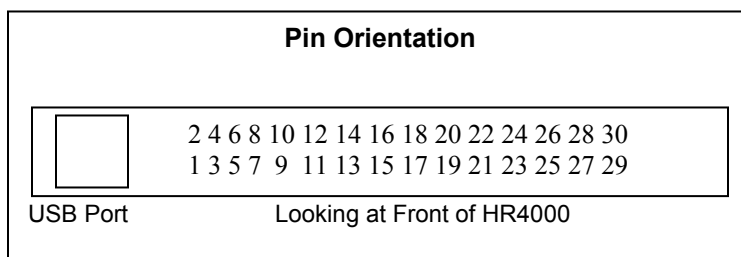 Pin Orientation
2 4 6 8 10 12 14 16 18 20 22 24 26 28 30
1 3 5 7 9 11 13 15 17 19 21 23 25 27 29
USB Port Looking at Front of HR4000